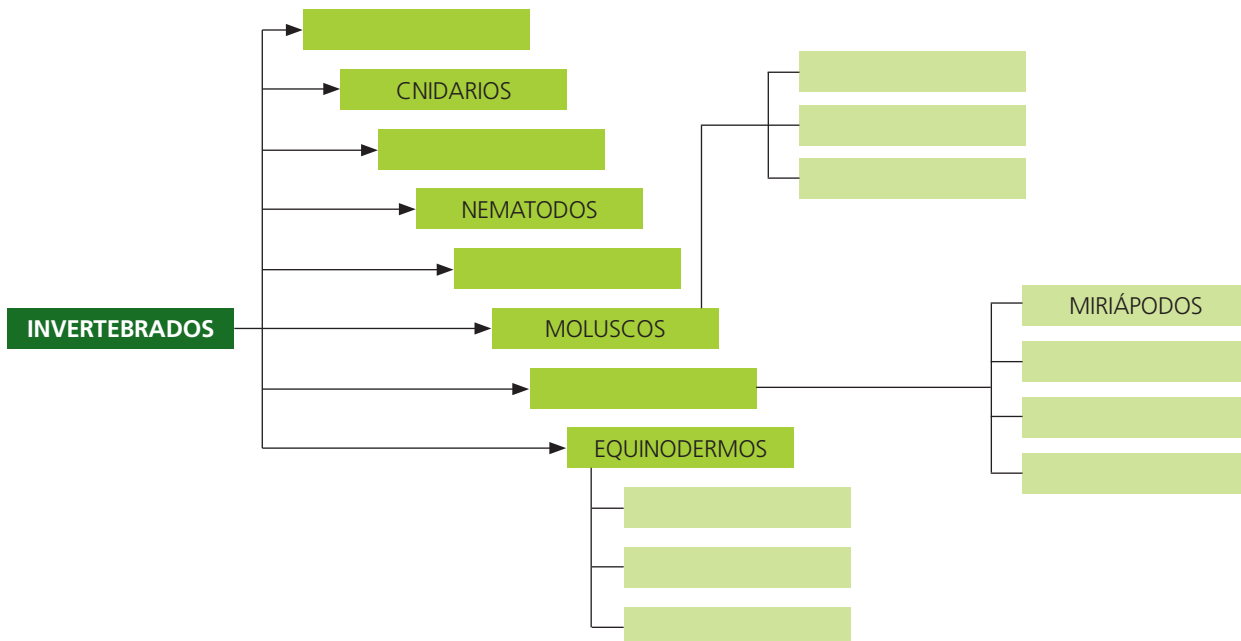 CNIDARIOS
NEMATODOS
INVERTEBRADOS
MOLUSCOS
MIRIÁPODOS
EQUINODERMOS